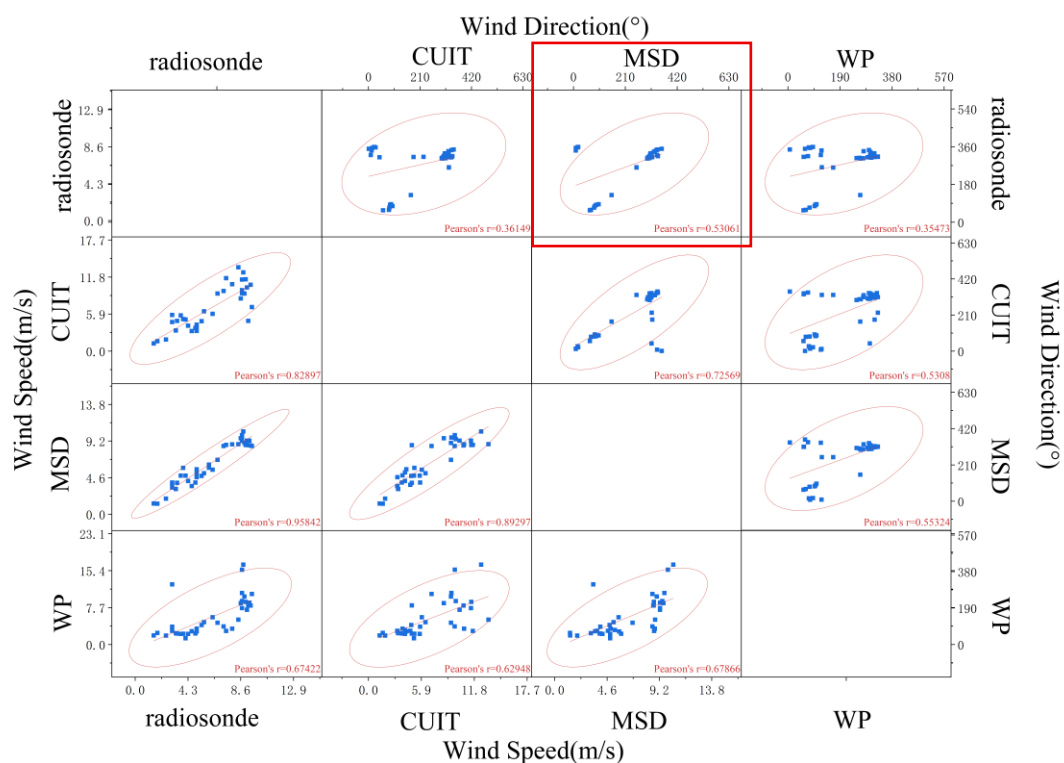 Wind Direction(°)
radiosonde CUIT MSD WP
0 210 420 630 0 210 420 630 0 190 380 570
radiosonde
12.9
8.6
4.3
0.0
540
360
180
0
radiosonde
Pearson's r=0.36149 Pearson's r=0.53061 Pearson's r=0.35473
Wind Speed(m/s)
CUIT
17.7
11.8
5.9
0.0
630
420
210
0
CUIT
Wind Direction(°)
Pearson's r=0.82897 Pearson's r=0.72569 Pearson's r=0.5308
MSD
13.8
9.2
4.6
0.0
630
420
210
0
MSD
Pearson's r=0.95842 Pearson's r=0.89297 Pearson's r=0.55324
WP
23.1
15.4
7.7
0.0
570
380
190
0
WP
Pearson's r=0.67422 Pearson's r=0.62948 Pearson's r=0.67866
0.0 4.3 8.6 12.9 0.0 5.9 11.8 17.7 0.0 4.6 9.2 13.8
radiosonde CUIT MSD WP
Wind Speed(m/s)